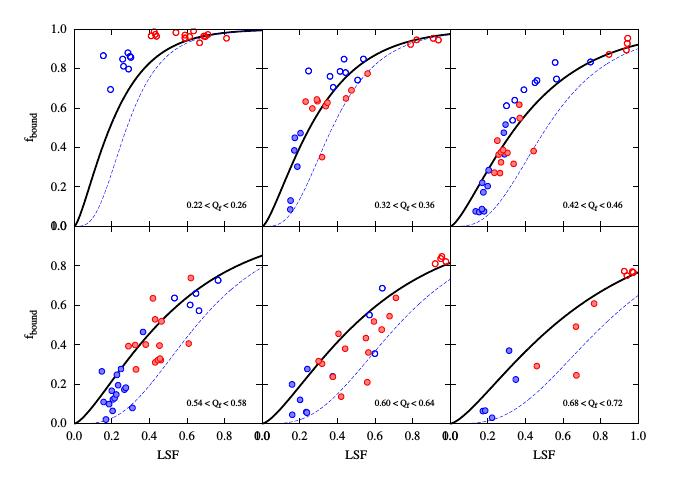 1.0
0.8
0.6
0.4
0.2
0.0
f_bound
0.22 < Q_f < 0.26
0.32 < Q_f < 0.36
0.42 < Q_f < 0.46
0.8
0.6
0.4
0.2
0.0
f_bound
0.54 < Q_f < 0.58
0.60 < Q_f < 0.64
0.68 < Q_f < 0.72
0.0 0.2 0.4 0.6 0.8 0.0 0.2 0.4 0.6 0.8 0.0 0.2 0.4 0.6 0.8 1.0
LSF LSF LSF